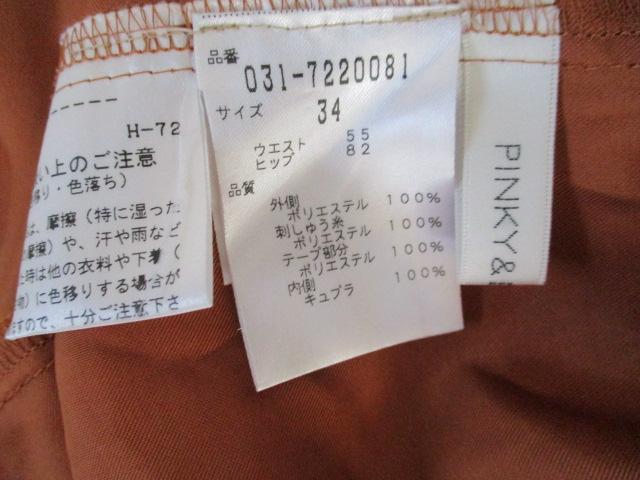 品番
031-7220081
サイズ 34
ウエスト 55
ヒップ 82
品質
外側
ポリエステル 100%
刺しゅう糸
ポリエステル 100%
テープ部分
ポリエステル 100%
内側
キュプラ 100%
H-72
い上のご注意
移り・色落ち)
は、摩擦(特に湿った
摩擦)や、汗や雨など
た時は他の衣料や下着(
物)に色移りする場合が
ますので、十分ご注意下さ
PINKY&